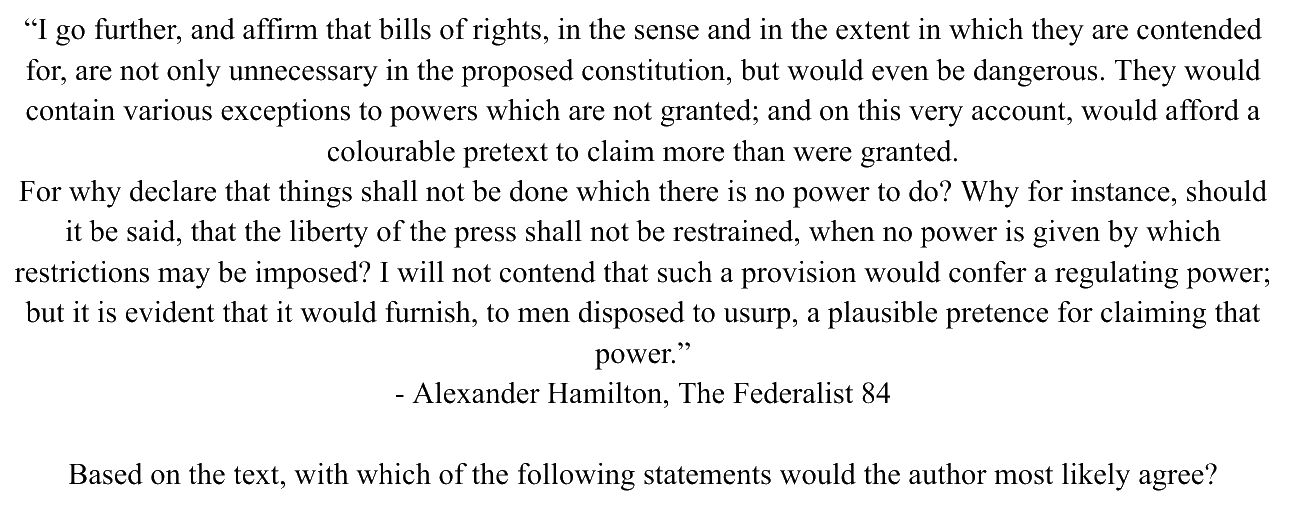 “I go further, and affirm that bills of rights, in the sense and in the extent in which they are contended
for, are not only unnecessary in the proposed constitution, but would even be dangerous. They would
contain various exceptions to powers which are not granted; and on this very account, would afford a
colourable pretext to claim more than were granted.
For why declare that things shall not be done which there is no power to do? Why for instance, should
it be said, that the liberty of the press shall not be restrained, when no power is given by which
restrictions may be imposed? I will not contend that such a provision would confer a regulating power;
but it is evident that it would furnish, to men disposed to usurp, a plausible pretence for claiming that
power.”
- Alexander Hamilton, The Federalist 84
Based on the text, with which of the following statements would the author most likely agree?